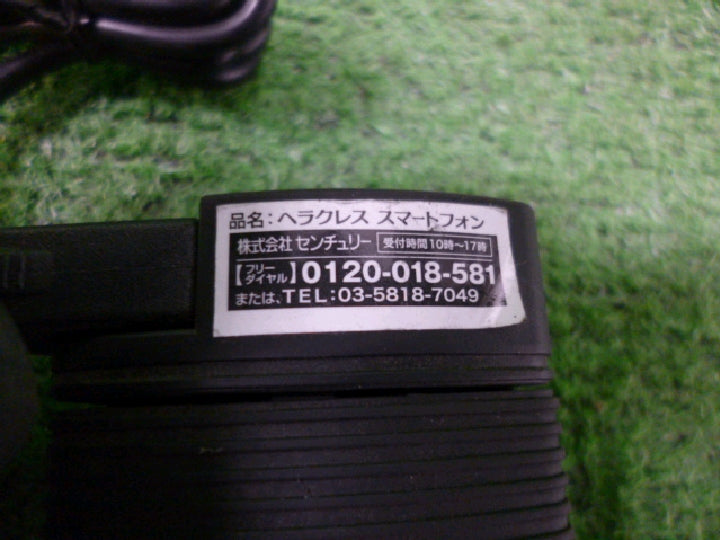 品名:ヘラクレス スマートフォン
株式会社 センチュリー 受付時間10時〜17時
【フリーダイヤル】0120-018-581
または、TEL:03-5818-7049